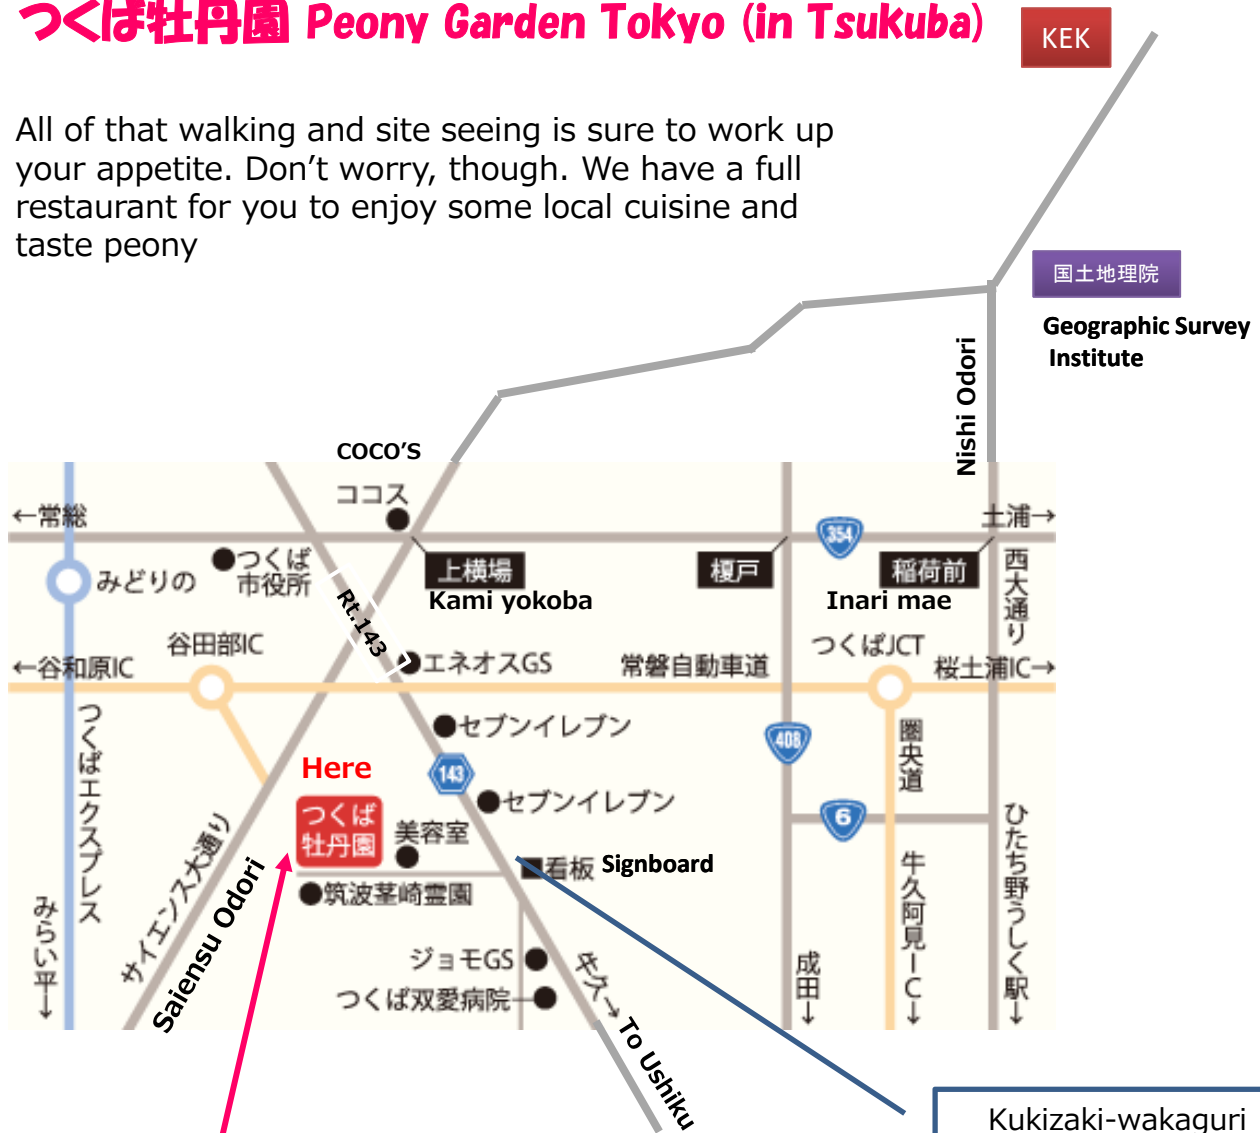 つくば牡丹園 Peony Garden Tokyo (in Tsukuba)
KEK
All of that walking and site seeing is sure to work up
your appetite. Don’t worry, though. We have a full
restaurant for you to enjoy some local cuisine and
taste peony
国土地理院
Geographic Survey
Institute
Nishi Odori
COCO’S
ココス
←常総
土浦→
354
つくば
市役所
みどりの
上横場
Kami yokoba
榎戸
稲荷前
Inari mae
西大通り
Rt.143
谷田部IC
←谷和原IC
エネオスGS
常磐自動車道
つくばJCT
桜土浦IC→
つくばエクスプレス
セブンイレブン
408
圏央道
Here
143
セブンイレブン
6
つくば
牡丹園
美容室
看板
Signboard
筑波茎崎霊園
サイエンス大通り
Saiensu Odori
みらい平→
ジョモGS
つくば双愛病院
牛久→
To Ushiku
成田→
牛久阿見IC→
ひたち野うしく駅→
Kukizaki-wakaguri